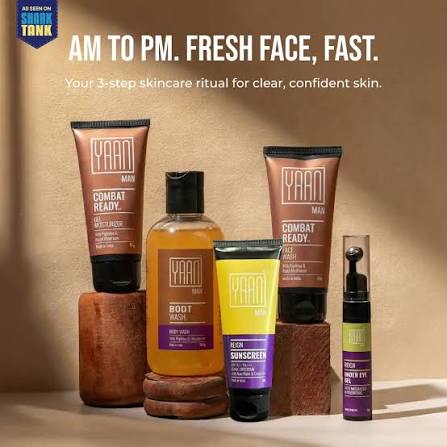 AS SEEN ON
SHARK
TANK
AM TO PM. FRESH FACE, FAST.
Your 3-step skincare ritual for clear, confident skin.
YAAN
MAN
COMBAT
READY
GEL
MOISTURIZER
YAAN
MAN
BODY
WASH
BODY WASH
YAAN
MAN
REIGN
SUNSCREEN
YAAN
MAN
COMBAT
READY
FACE
WASH
REIGN
UNDER EYE
GEL